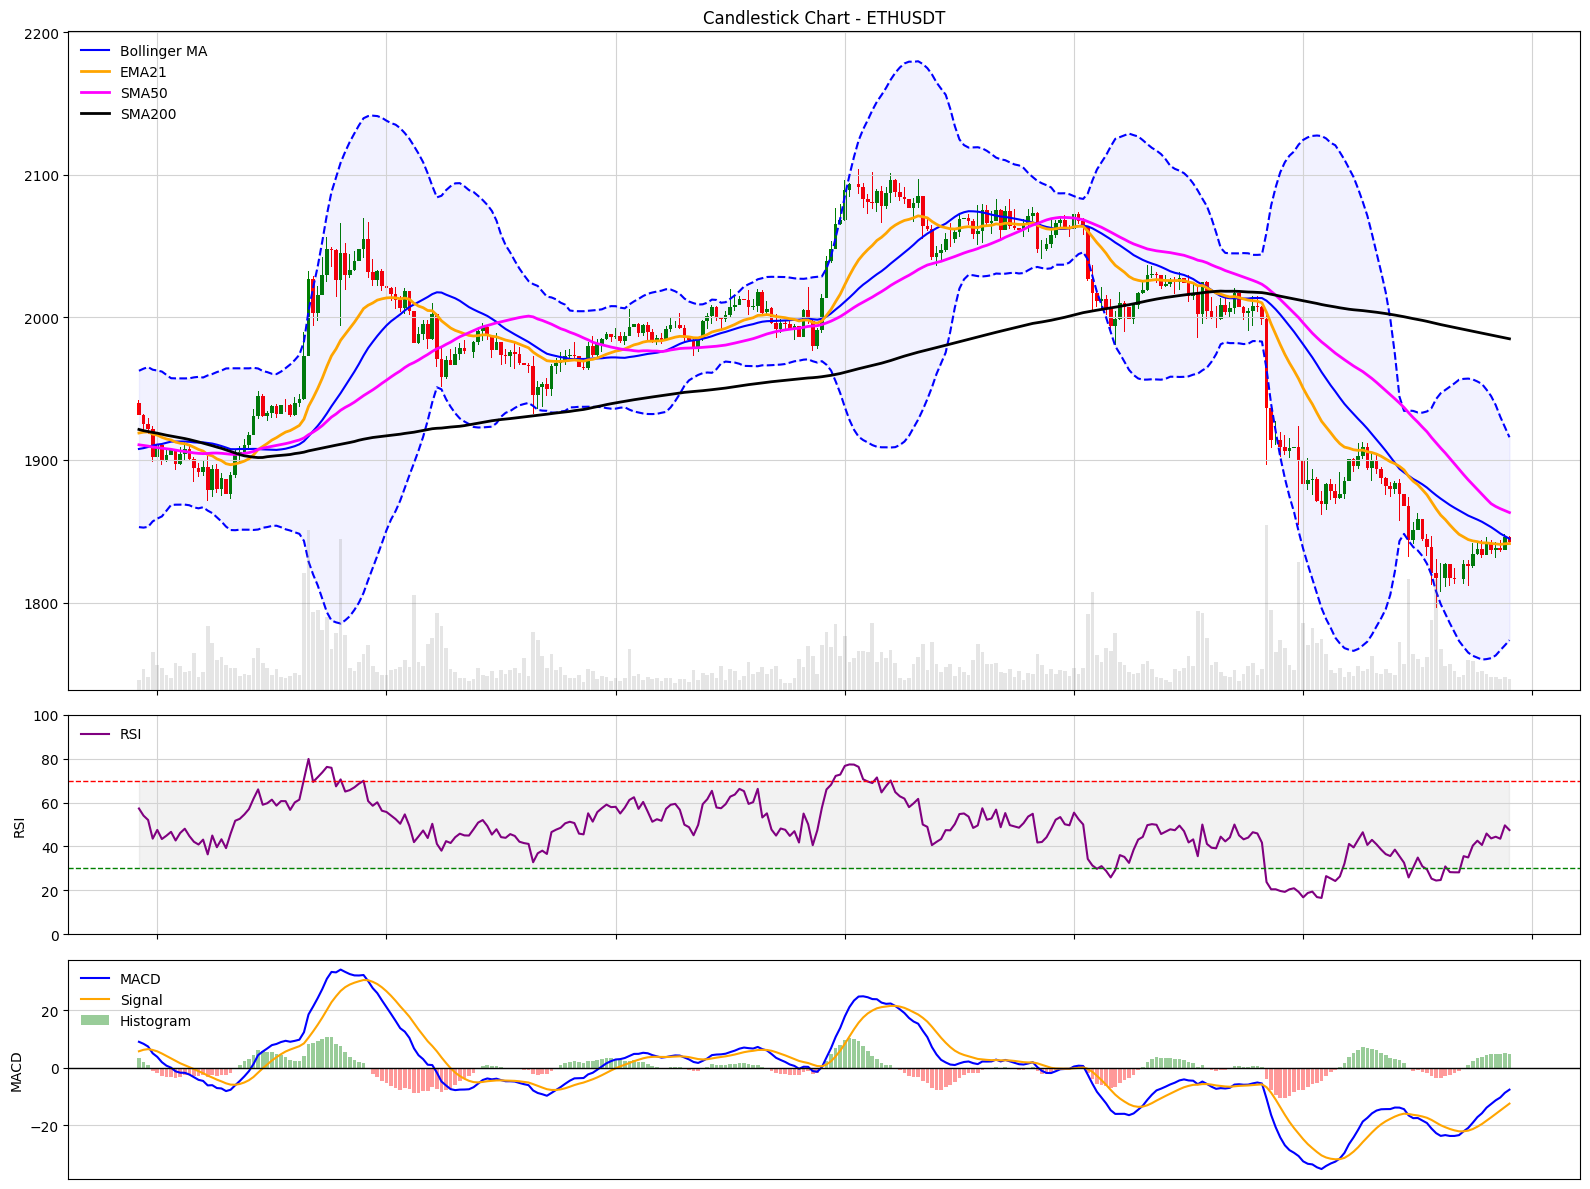 Candlestick Chart - ETHUSDT
2200
Bollinger MA
EMA21
SMA50
SMA200
2100
2000
1900
1800
100
RSI
80
60
RSI
40
20
0
MACD
Signal
20
Histogram
MACD
0
−20